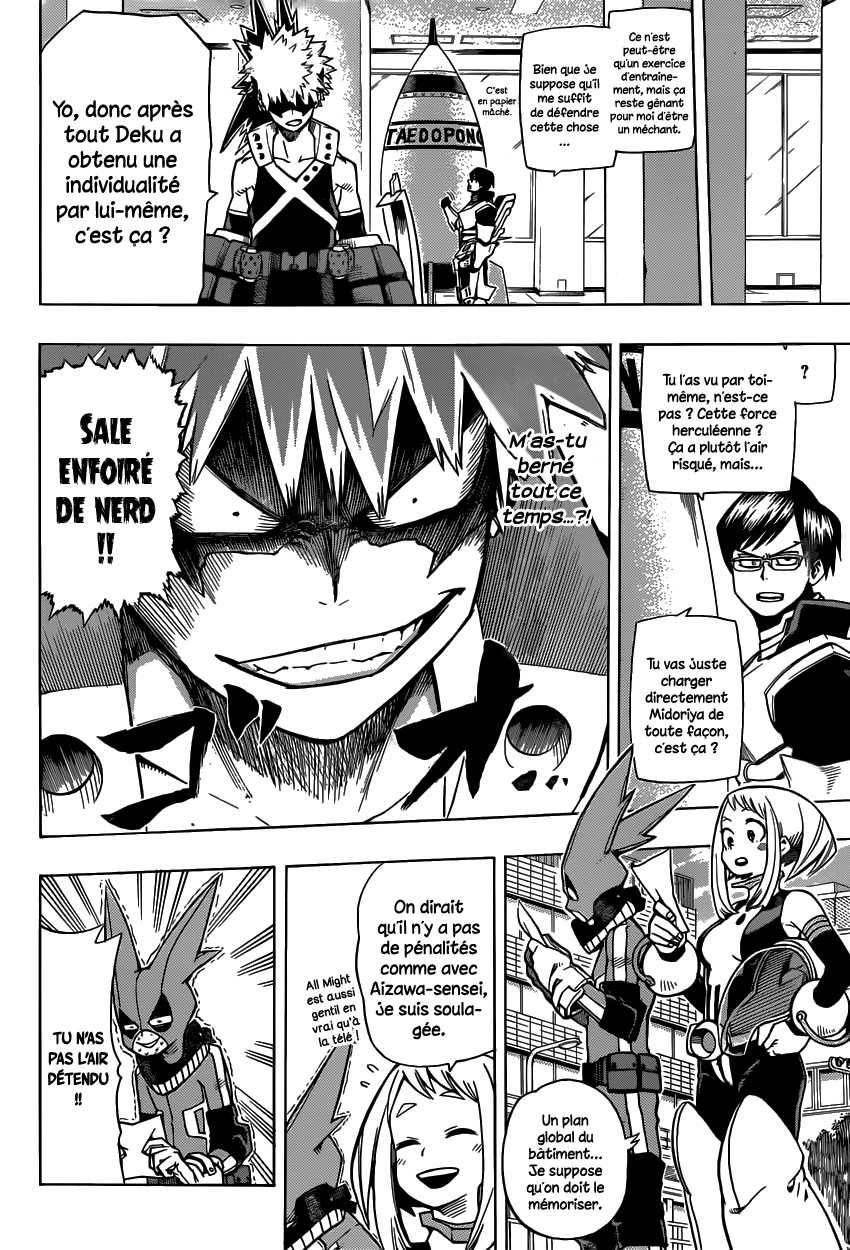 Ce n'est
peut-être
qu'un exercice
d'entraîne-
ment, mais ça
reste gênant
pour moi d'être
un méchant.
Bien que je
suppose qu'il
me suffit
de défendre
cette chose
...
C'est
en papier
mâché.
TAEDOPONG
Yo, donc après
tout Deku a
obtenu une
individualité
par lui-même,
c'est ça ?
?
Tu l'as vu par toi-
même, n'est-ce
pas ? Cette force
herculéenne ?
Ça a plutôt l'air
risqué, mais...
Tu vas juste
charger
directement
Midoriya de
toute façon,
c'est ça ?
M'as-tu
berné
tout ce
temps...?!
SALE
ENFOIRÉ
DE NERD
!!
Un plan
global du
bâtiment...
Je suppose
qu'on doit le
mémoriser.
On dirait
qu'il n'y a pas
de pénalités
comme avec
Aizawa-sensei,
je suis soula-
gée.
All Might
est aussi
gentil en
vrai qu'à
la télé !
TU N'AS
PAS L'AIR
DÉTENDU
!!